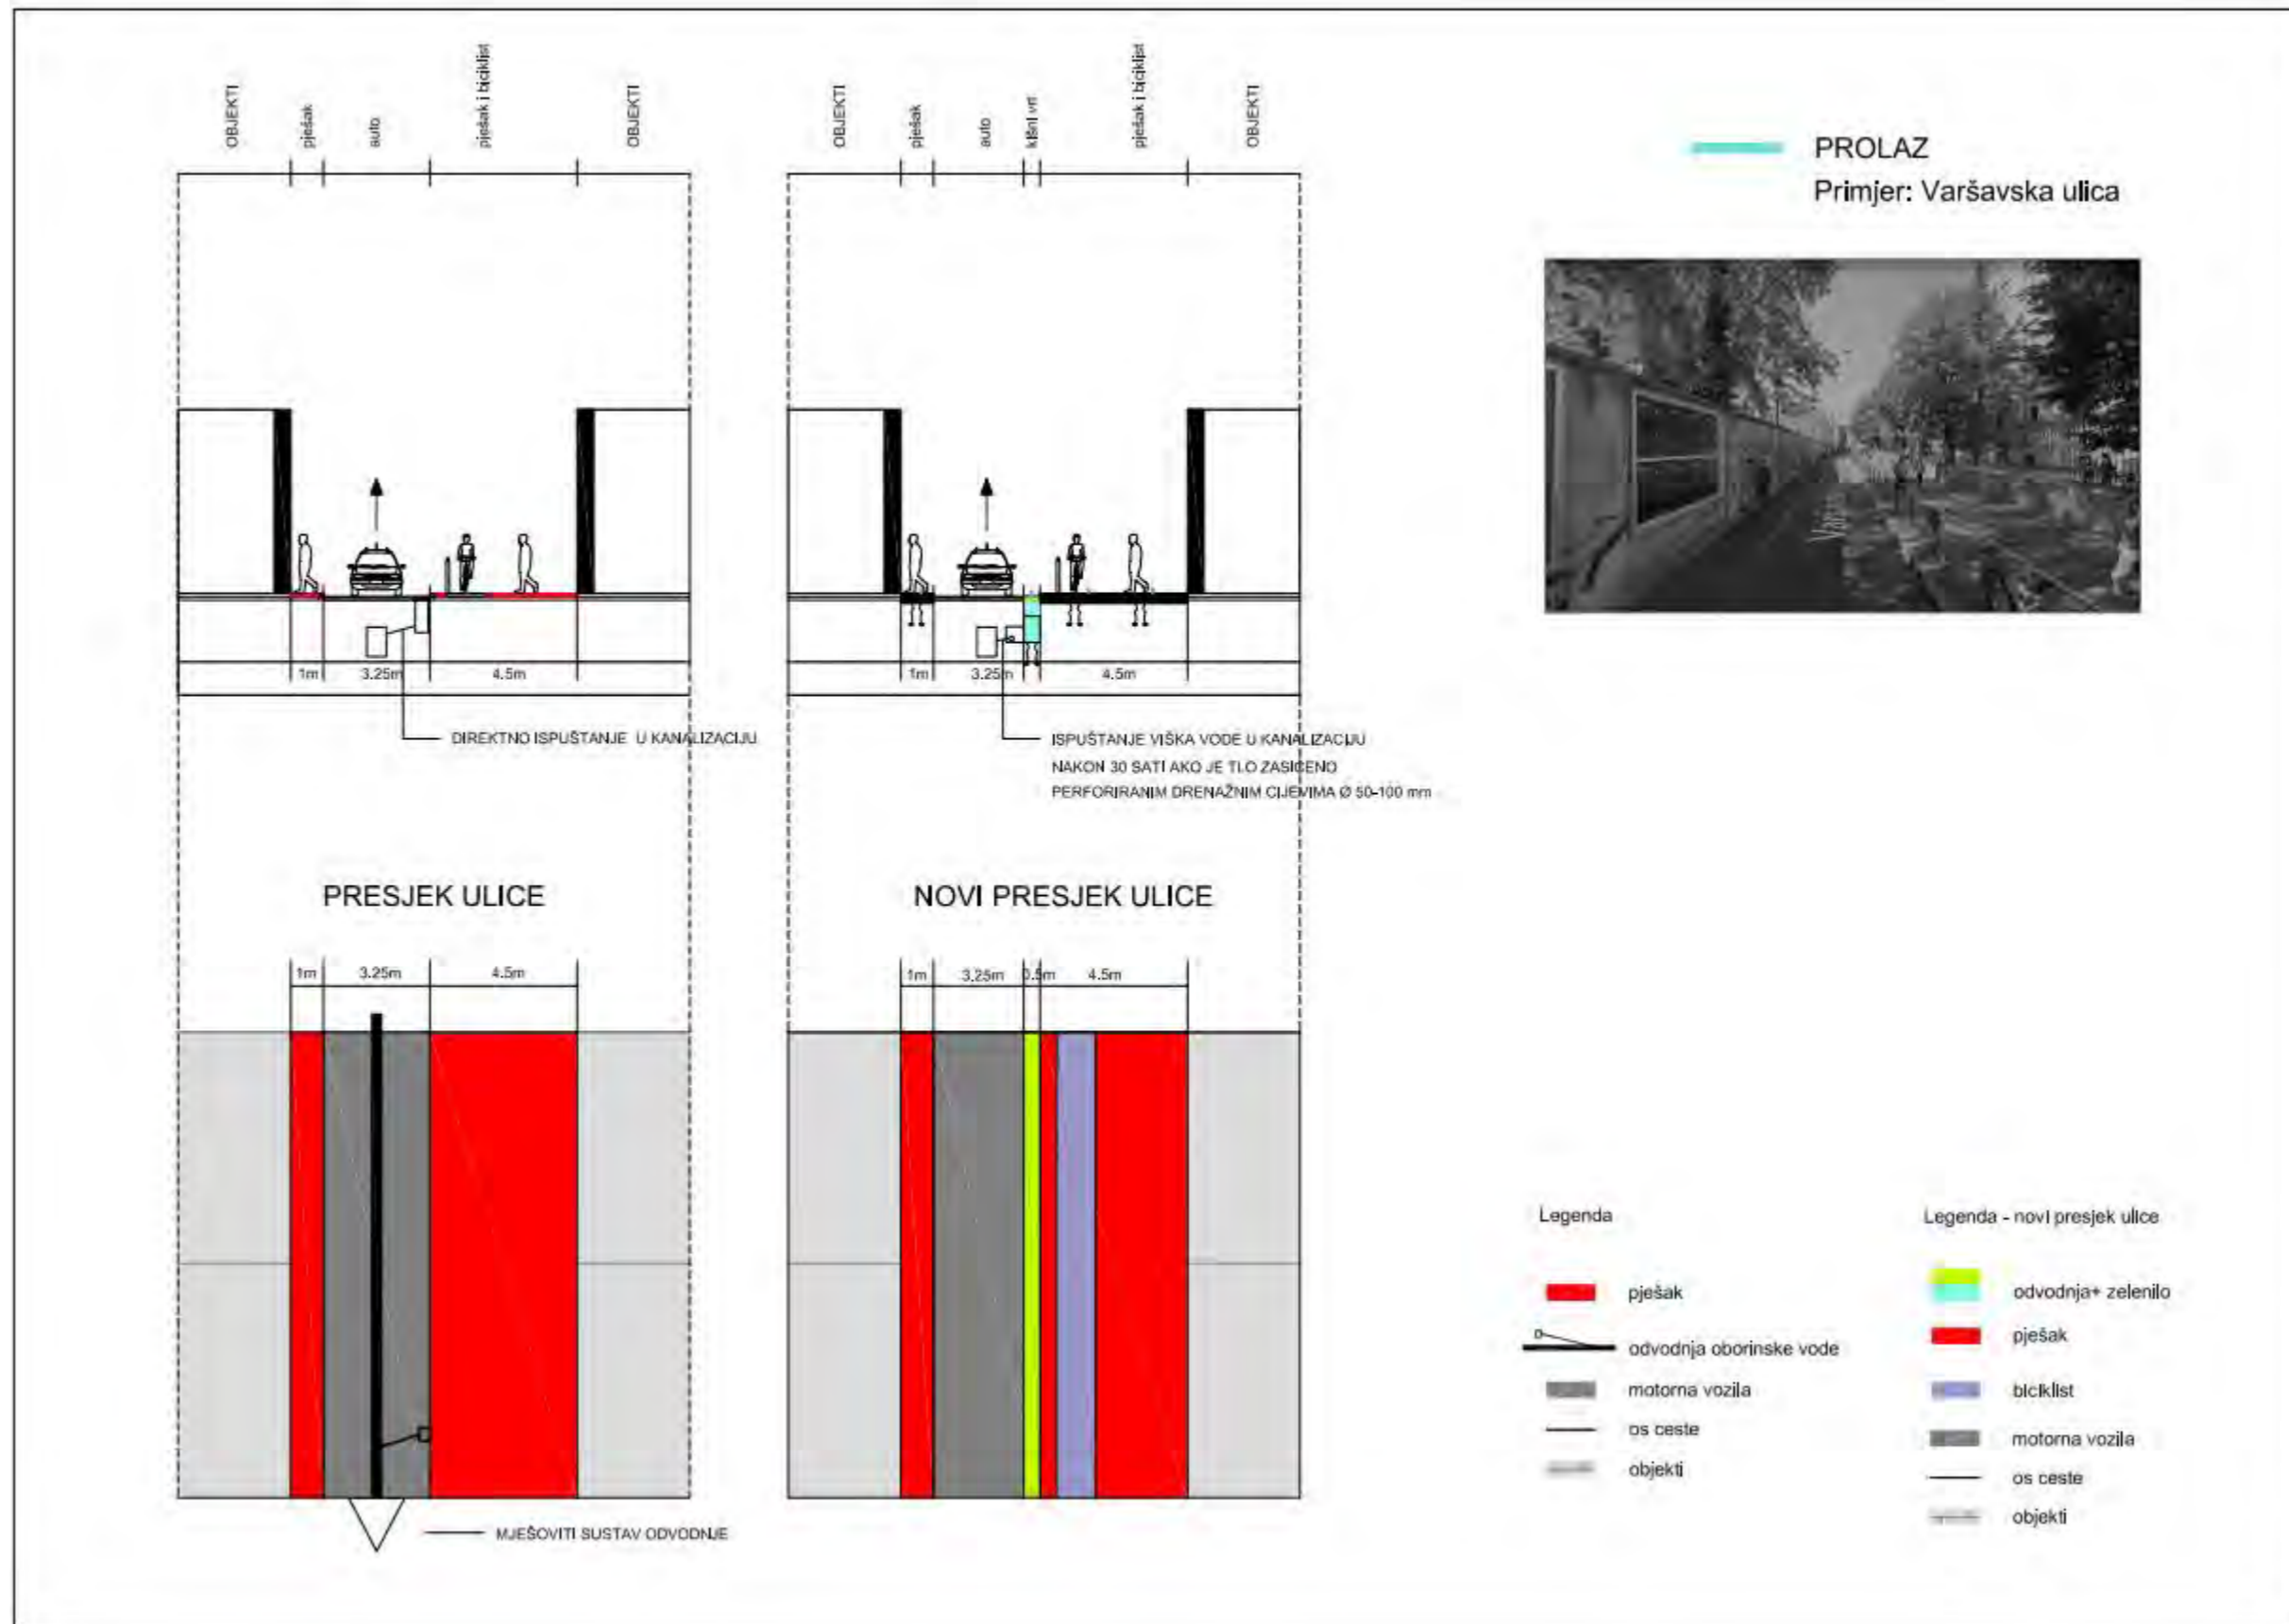 OBJEKTI
pješak
auto
pješak i biciklist
OBJEKTI
1m
3.25m
4.5m
DIREKTNO ISPUŠTANJE U KANALIZACIJU
OBJEKTI
pješak
auto
kišni vrt
pješak i biciklist
OBJEKTI
1m
3.25m
4.5m
ISPUŠTANJE VIŠKA VODE U KANALIZACIJU
NAKON 30 SATI AKO JE TLO ZASIĆENO
PERFORIRANIM DRENAŽNIM CIJEVIMA Ø 50-100 mm
PROLAZ
Primjer: Varšavska ulica
PRESJEK ULICE
1m
3.25m
4.5m
MJEŠOVITI SUSTAV ODVODNJE
NOVI PRESJEK ULICE
1m
3.25m
0.5m
4.5m
Legenda
pješak
odvodnja oborinske vode
motorna vozila
os ceste
objekti
Legenda - novi presjek ulice
odvodnja+ zelenilo
pješak
biciklist
motorna vozila
os ceste
objekti